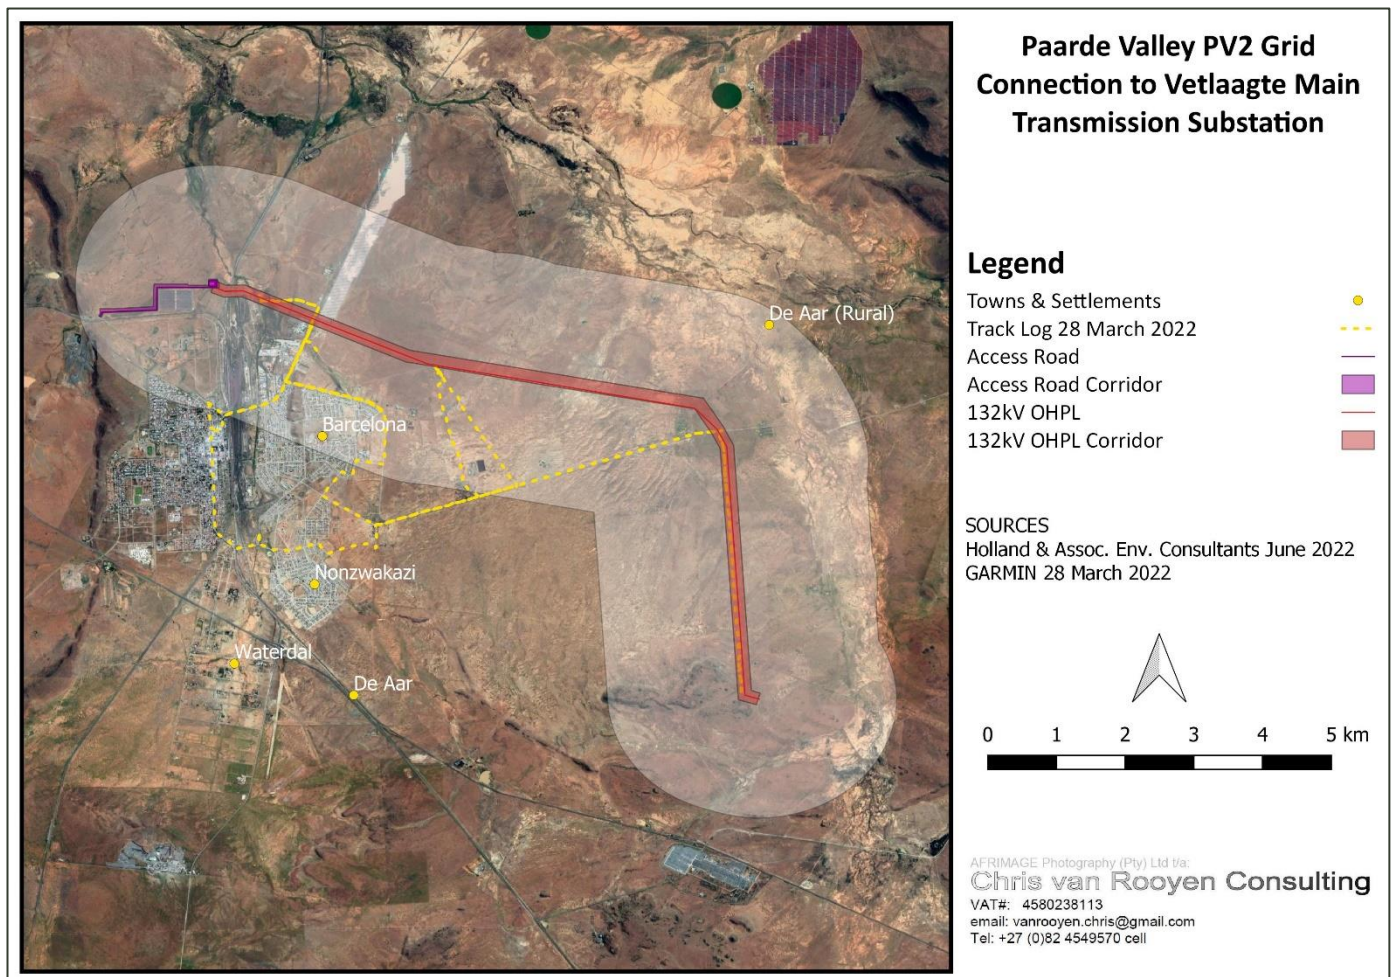 Paarde Valley PV2 Grid
Connection to Vetlaagte Main
Transmission Substation
Legend
Towns & Settlements
Track Log 28 March 2022
Access Road
Access Road Corridor
132kV OHPL
132kV OHPL Corridor
SOURCES
Holland & Assoc. Env. Consultants June 2022
GARMIN 28 March 2022
0 1 2 3 4 5 km
AFRIMAGE Photography (Pty) Ltd t/a:
Chris van Rooyen Consulting
VAT#: 4580238113
email: vanrooyen.chris@gmail.com
Tel: +27 (0)82 4549570 cell
De Aar (Rural)
Barcelona
Nonzwakazi
Waterdal
De Aar